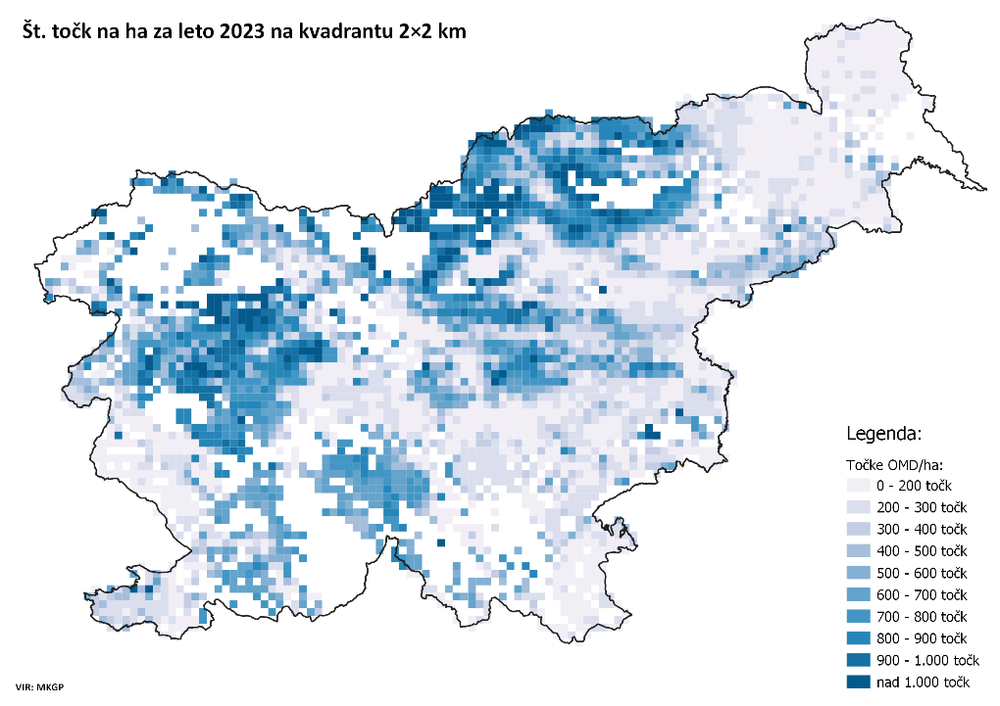 Št. točk na ha za leto 2023 na kvadrantu 2×2 km
Legenda:
Točke OMD/ha:
0 - 200 točk
200 - 300 točk
300 - 400 točk
400 - 500 točk
500 - 600 točk
600 - 700 točk
700 - 800 točk
800 - 900 točk
900 - 1.000 točk
nad 1.000 točk
VIR: MKGP